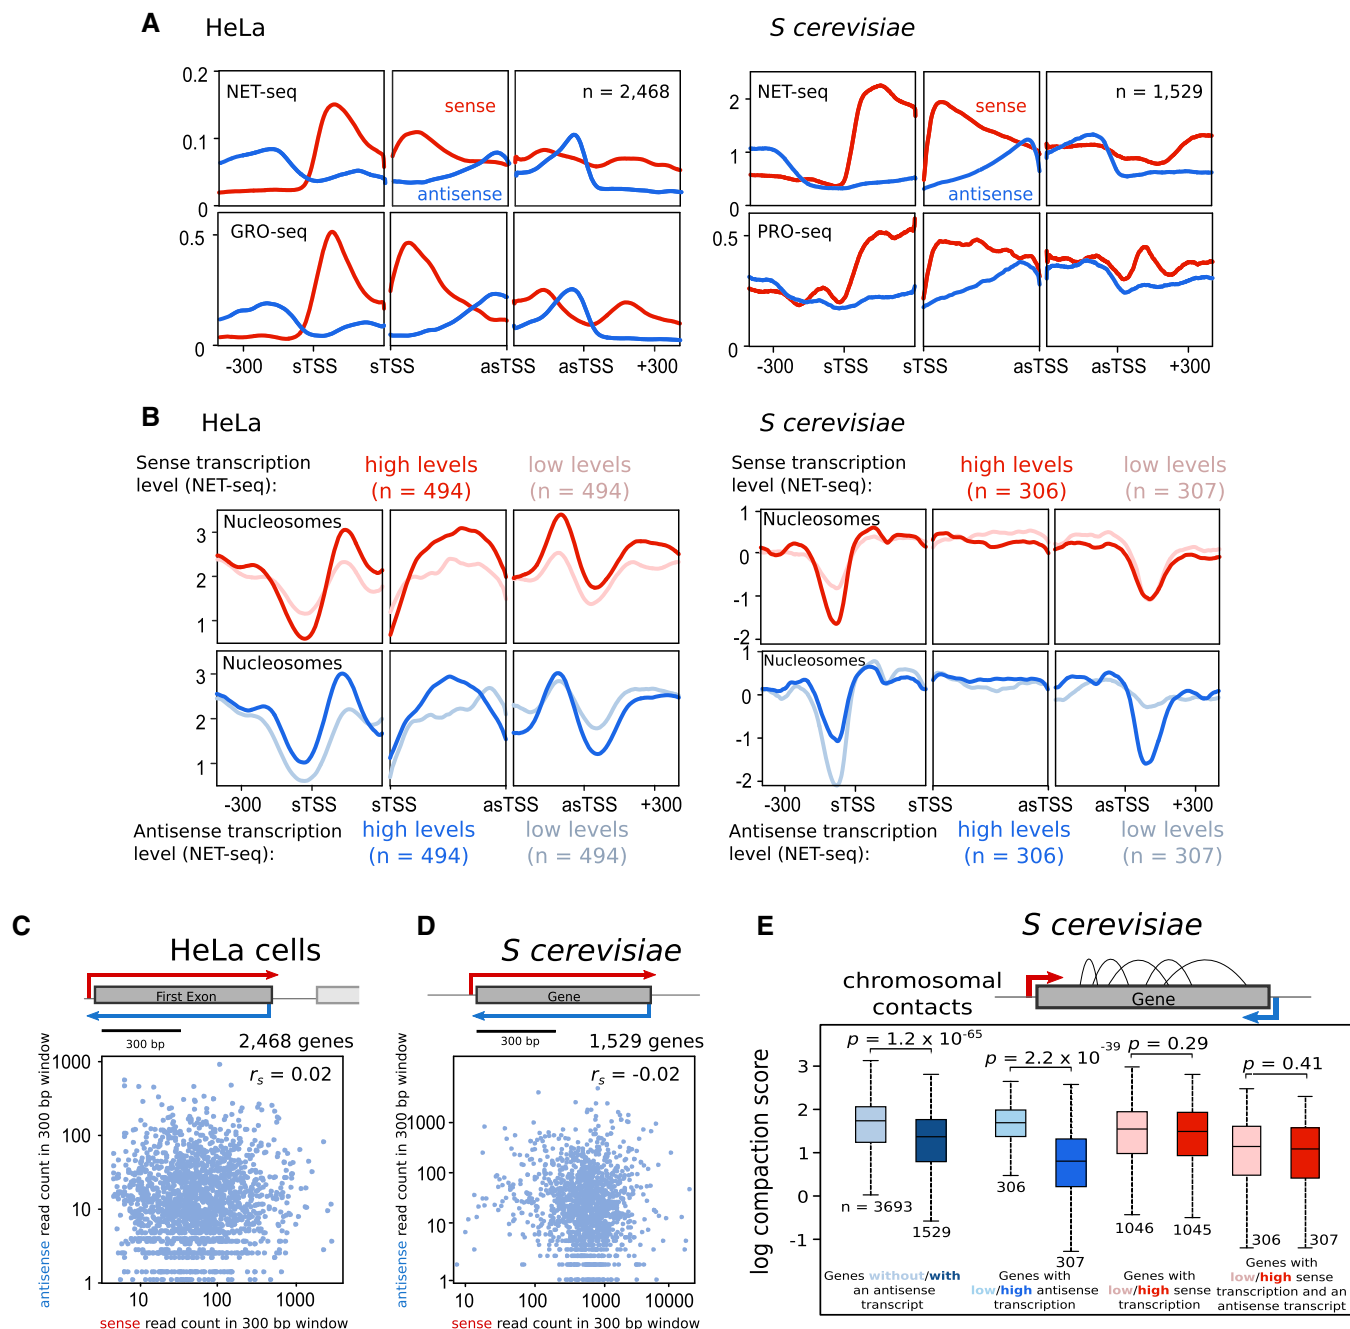 A
HeLa
S cerevisiae
0.2
0.1
0
NET-seq
sense
antisense
n = 2,468
2
1
0
NET-seq
sense
antisense
n = 1,529
0.5
0
GRO-seq
0.5
0
PRO-seq
-300 sTSS sTSS asTSS asTSS +300
-300 sTSS sTSS asTSS asTSS +300
B
HeLa
S cerevisiae
Sense transcription
level (NET-seq):
high levels
(n = 494)
low levels
(n = 494)
Sense transcription
level (NET-seq):
high levels
(n = 306)
low levels
(n = 307)
3
2
1
Nucleosomes
1
0
-1
-2
Nucleosomes
3
2
1
Nucleosomes
1
0
-1
-2
Nucleosomes
-300 sTSS sTSS asTSS asTSS +300
-300 sTSS sTSS asTSS asTSS +300
Antisense transcription
level (NET-seq):
high levels
(n = 494)
low levels
(n = 494)
Antisense transcription
level (NET-seq):
high levels
(n = 306)
low levels
(n = 307)
C
HeLa cells
First Exon
300 bp
2,468 genes
rs = 0.02
1000
100
10
1
antisense read count in 300 bp window
10 100 1000
sense read count in 300 bp window
D
S cerevisiae
Gene
300 bp
1,529 genes
rs = -0.02
1000
100
10
1
antisense read count in 300 bp window
10 100 1000 10000
sense read count in 300 bp window
E
S cerevisiae
chromosomal
contacts
Gene
log compaction score
3
2
1
0
-1
p = 1.2 x 10-65
p = 2.2 x 10-39
p = 0.29
p = 0.41
n = 3693
1529
306
307
1046
1045
306
307
Genes without/with
an antisense
transcript
Genes with
low/high antisense
transcription
Genes with
low/high sense
transcription
Genes with
low/high sense
transcription and an
antisense transcript